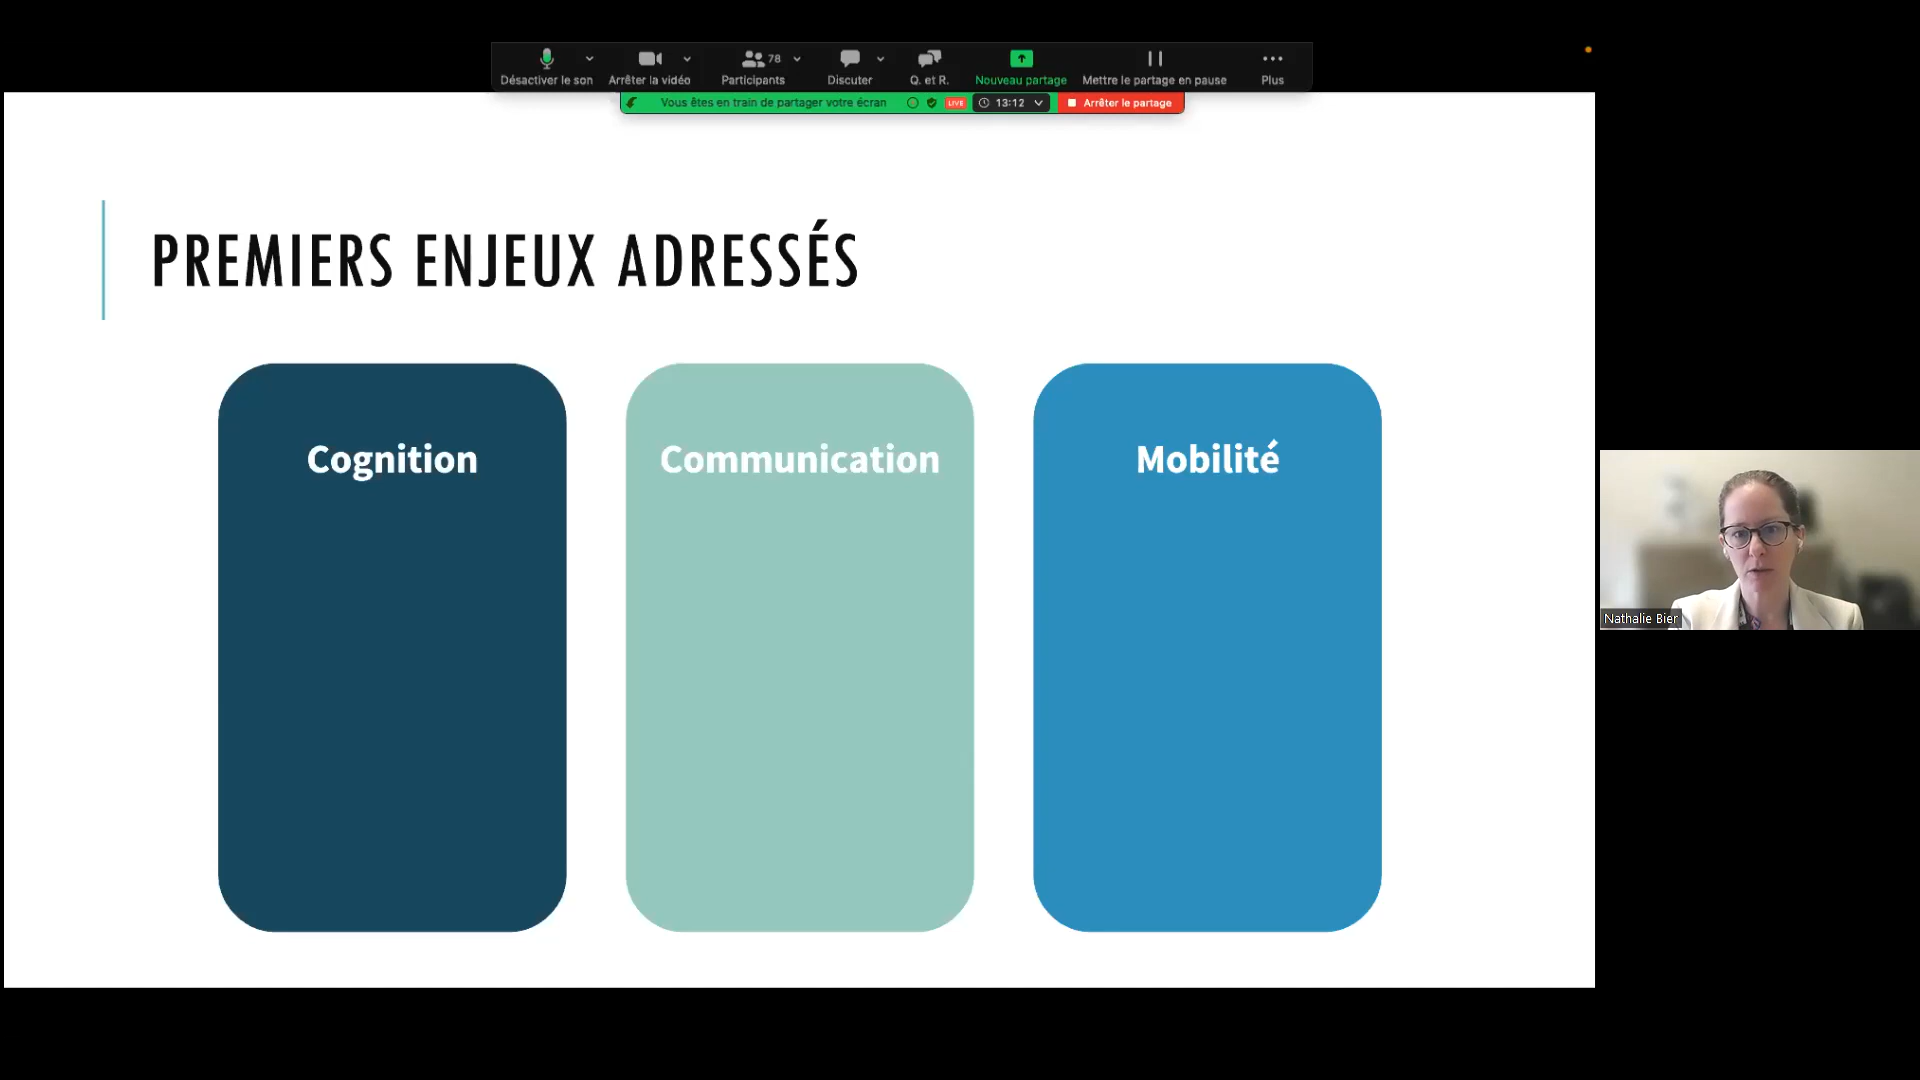 78
Désactiver le son
Arrêter la vidéo
Participants
Discuter
Q. et R.
Nouveau partage
Mettre le partage en pause
Plus
Vous êtes en train de partager votre écran
LIVE
13:12
Arrêter le partage
PREMIERS ENJEUX ADRESSÉS
Cognition
Communication
Mobilité
Nathalie Bier